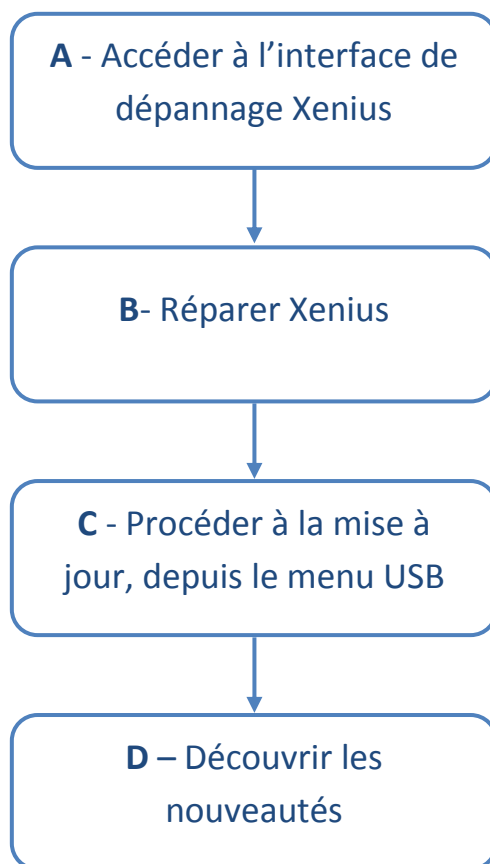 A - Accéder à l’interface de
dépannage Xenius
B- Réparer Xenius
C - Procéder à la mise à
jour, depuis le menu USB
D – Découvrir les
nouveautés